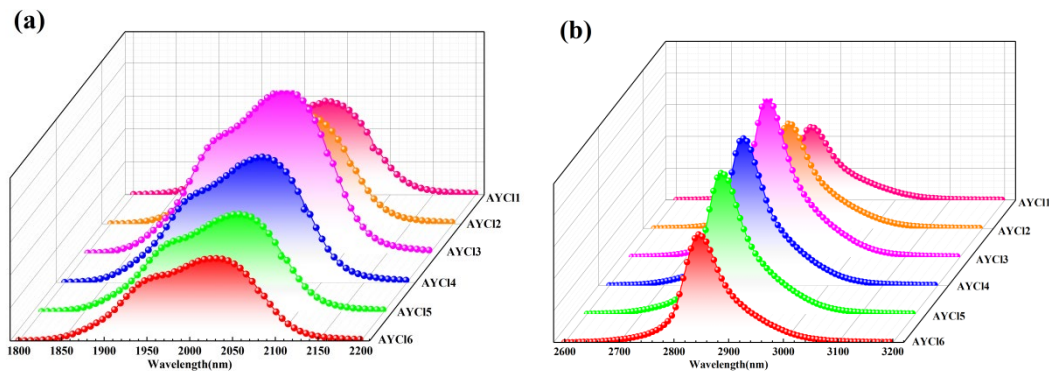 (a)
AYCl1
AYCl2
AYCl3
AYCl4
AYCl5
AYCl6
1800 1850 1900 1950 2000 2050 2100 2150 2200
Wavelength(nm)
(b)
AYCl1
AYCl2
AYCl3
AYCl4
AYCl5
AYCl6
2600 2700 2800 2900 3000 3100 3200
Wavelength(nm)